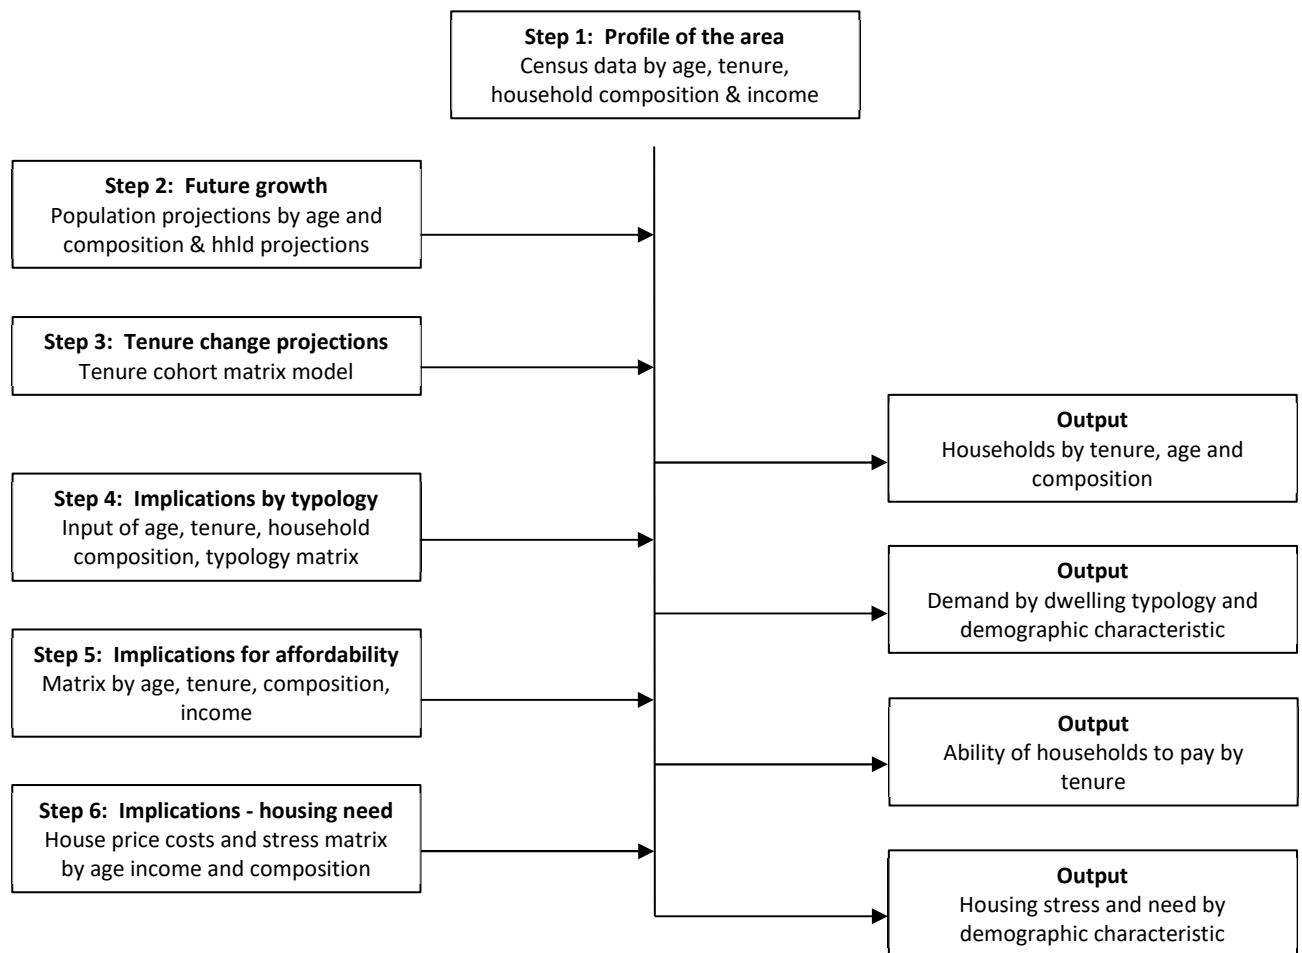 Step 1:  Profile of the area
Census data by age, tenure,
household composition & income
Step 2:  Future growth
Population projections by age and
composition & hhld projections
Step 3:  Tenure change projections
Tenure cohort matrix model
Output
Households by tenure, age and
composition
Step 4:  Implications by typology
Input of age, tenure, household
composition, typology matrix
Output
Demand by dwelling typology and
demographic characteristic
Step 5:  Implications for affordability
Matrix by age, tenure, composition,
income
Output
Ability of households to pay by
tenure
Step 6:  Implications - housing need
House price costs and stress matrix
by age income and composition
Output
Housing stress and need by
demographic characteristic